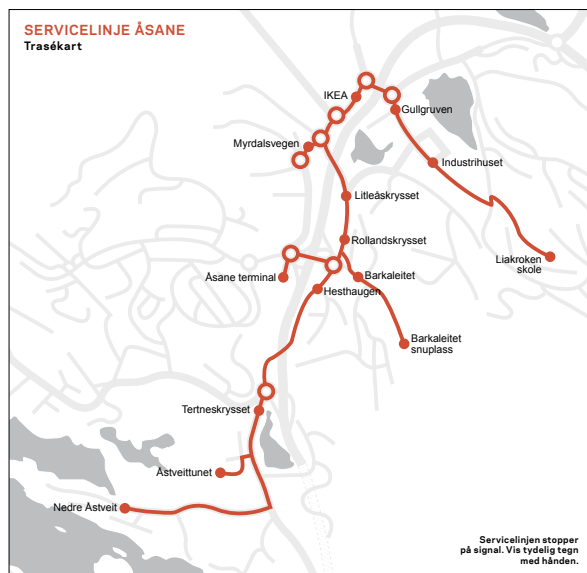 SERVICELINJE ÅSANE
Trasékart
IKEA
Gullgruven
Myrdalsvegen
Industrihuset
Litleåskrysset
Rollandskrysset
Liakroken
skole
Åsane terminal
Barkaleitet
Hesthaugen
Barkaleitet
snuplass
Tertneskrysset
Åstveittunet
Nedre Åstveit
Servicelinjen stopper
på signal. Vis tydelig tegn
med hånden.